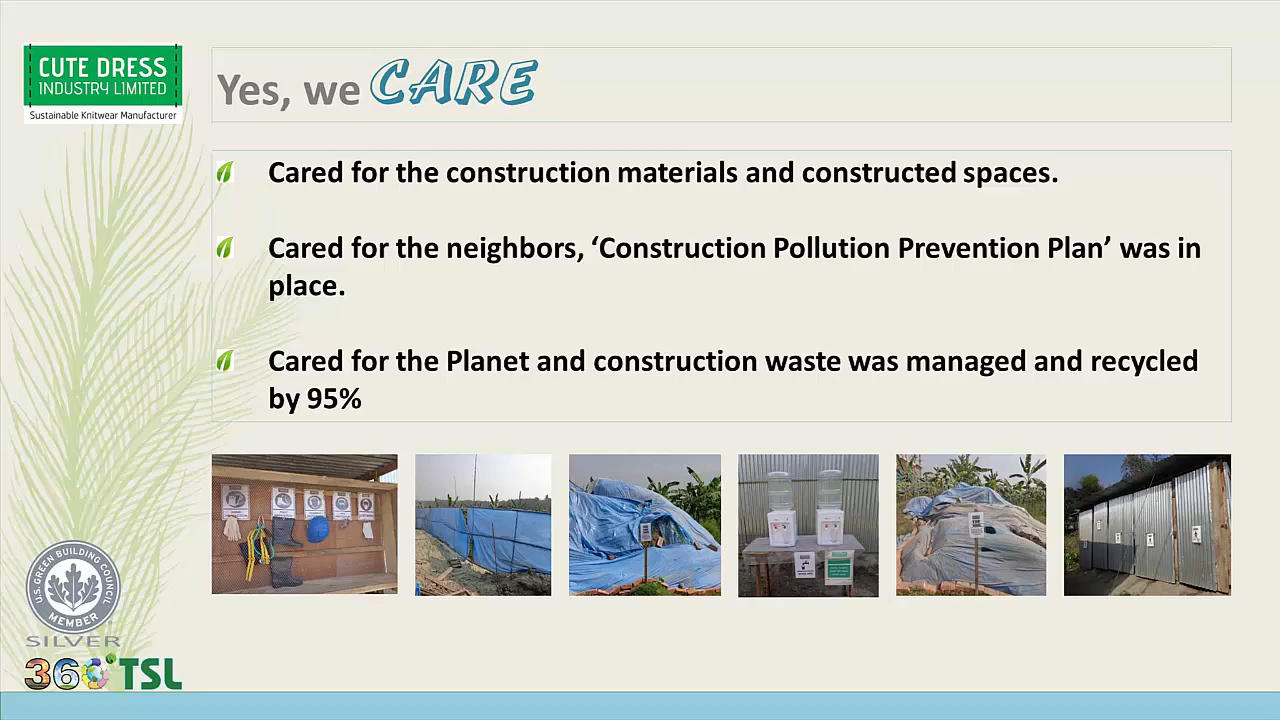 CUTE DRESS
INDUSTRY LIMITED
Sustainable Knitwear Manufacturer
Yes, we CARE
Cared for the construction materials and constructed spaces.
Cared for the neighbors, ‘Construction Pollution Prevention Plan’ was in
place.
Cared for the Planet and construction waste was managed and recycled
by 95%
U.S. GREEN BUILDING COUNCIL
MEMBER
SILVER
360 TSL